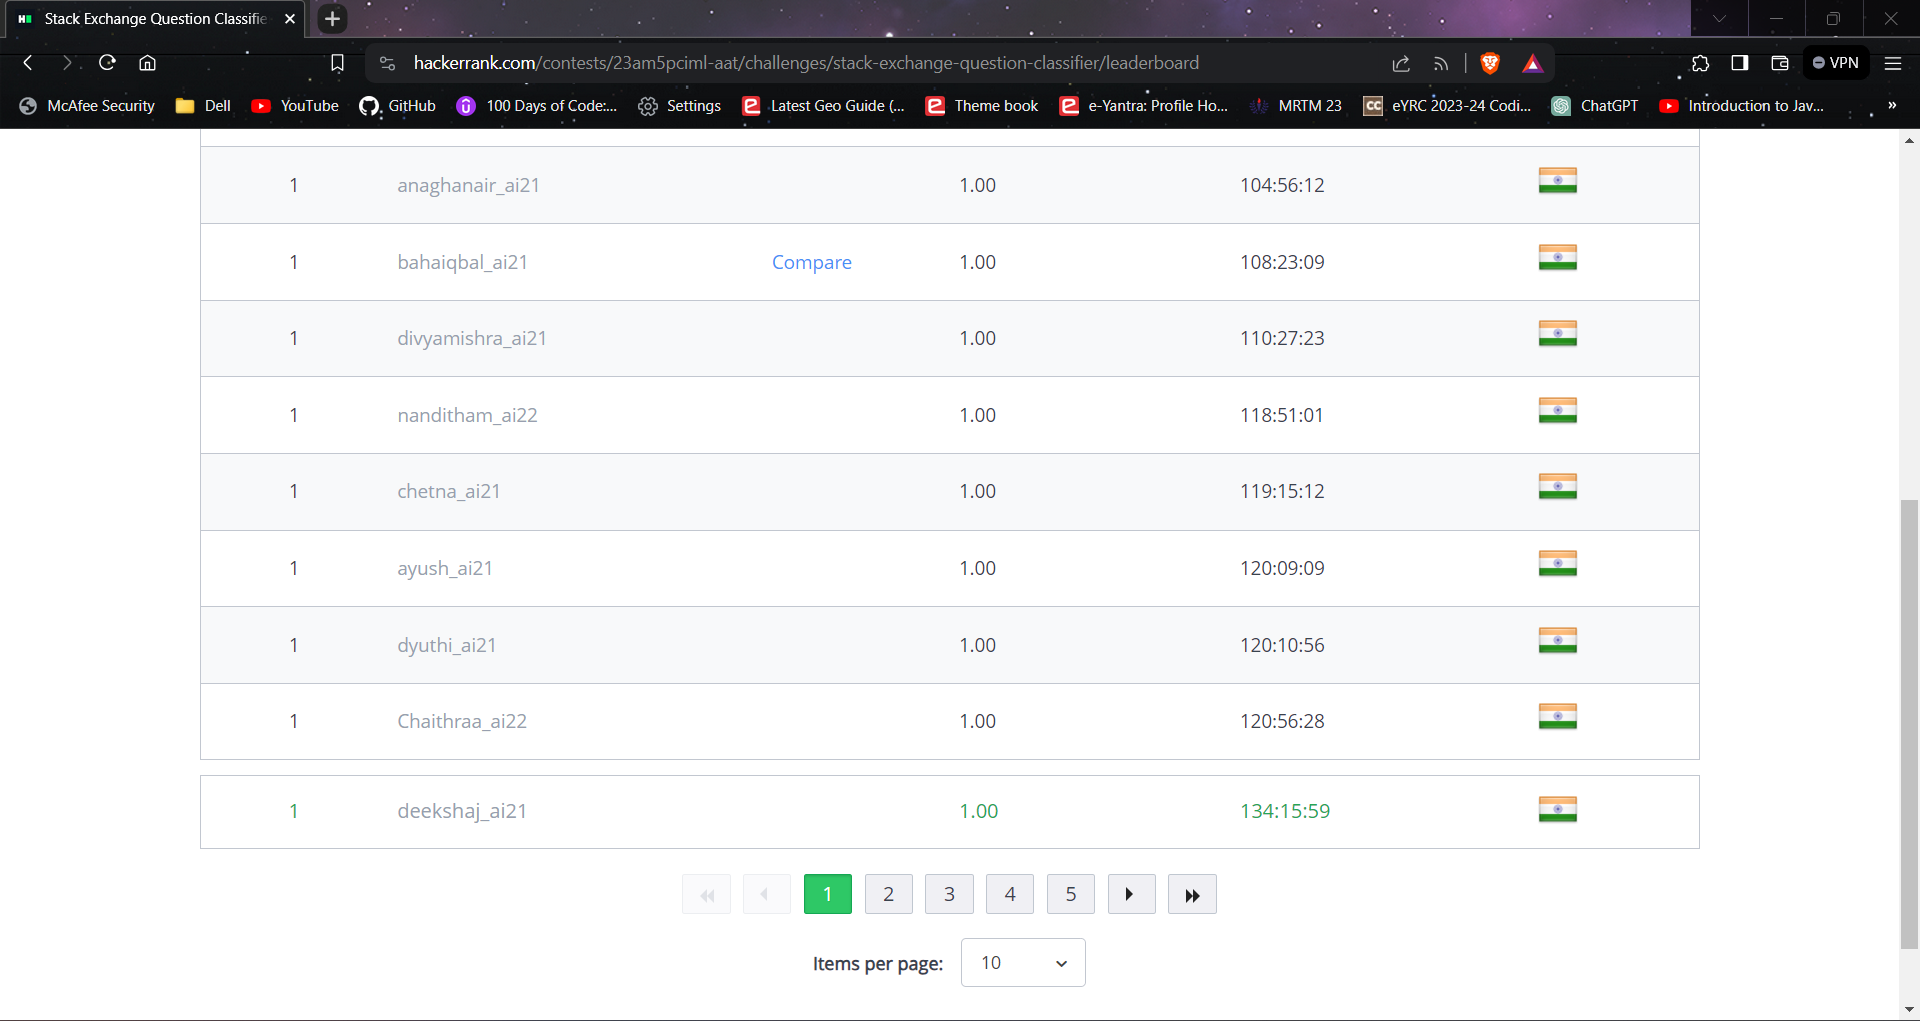 Stack Exchange Question Classifie
hackerrank.com/contests/23am5pciml-aat/challenges/stack-exchange-question-classifier/leaderboard
VPN
McAfee Security Dell YouTube GitHub 100 Days of Code:... Settings Latest Geo Guide (... Theme book e-Yantra: Profile Ho... MRTM 23 CC eYRC 2023-24 Codi... ChatGPT Introduction to Jav... »
1 anaghanair_ai21 1.00 104:56:12
1 bahaiqbal_ai21 Compare 1.00 108:23:09
1 divyamishra_ai21 1.00 110:27:23
1 nanditham_ai22 1.00 118:51:01
1 chetna_ai21 1.00 119:15:12
1 ayush_ai21 1.00 120:09:09
1 dyuthi_ai21 1.00 120:10:56
1 Chaithraa_ai22 1.00 120:56:28
1 deekshaj_ai21 1.00 134:15:59
1 2 3 4 5
Items per page: 10